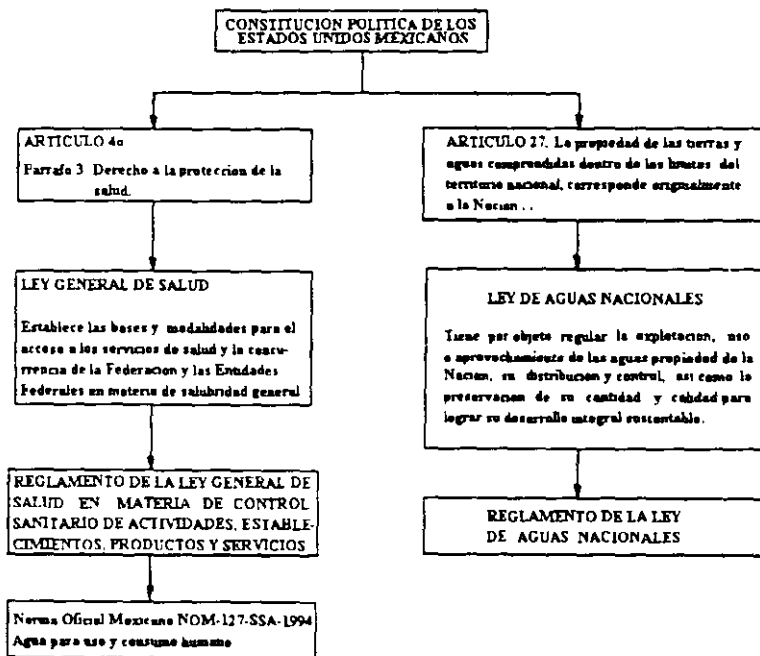 CONSTITUCION POLITICA DE LOS
ESTADOS UNIDOS MEXICANOS
ARTICULO 4o
Parrafo 3 Derecho a la proteccion de la
salud.
LEY GENERAL DE SALUD
Establece las bases y modalidades para el
acceso a los servicios de salud y la concu-
rrencia de la Federacion y las Entidades
Federales en materia de salubridad general
REGLAMENTO DE LA LEY GENERAL DE
SALUD EN MATERIA DE CONTROL
SANITARIO DE ACTIVIDADES, ESTABLE-
CIMIENTOS, PRODUCTOS Y SERVICIOS
Norma Oficial Mexicana NOM-127-SSA-1994
Agua para uso y consumo humano
ARTICULO 27. La propiedad de las tierras y
aguas comprendidas dentro de los limites del
territorio nacional, corresponde originalmente
a la Nacion . .
LEY DE AGUAS NACIONALES
Tiene por objeto regular la explotacion, uso
o aprovechamiento de las aguas propiedad de la
Nacion, su distribucion y control, asi como la
preservacion de su cantidad y calidad para
lograr su desarrollo integral sustentable.
REGLAMENTO DE LA LEY
DE AGUAS NACIONALES